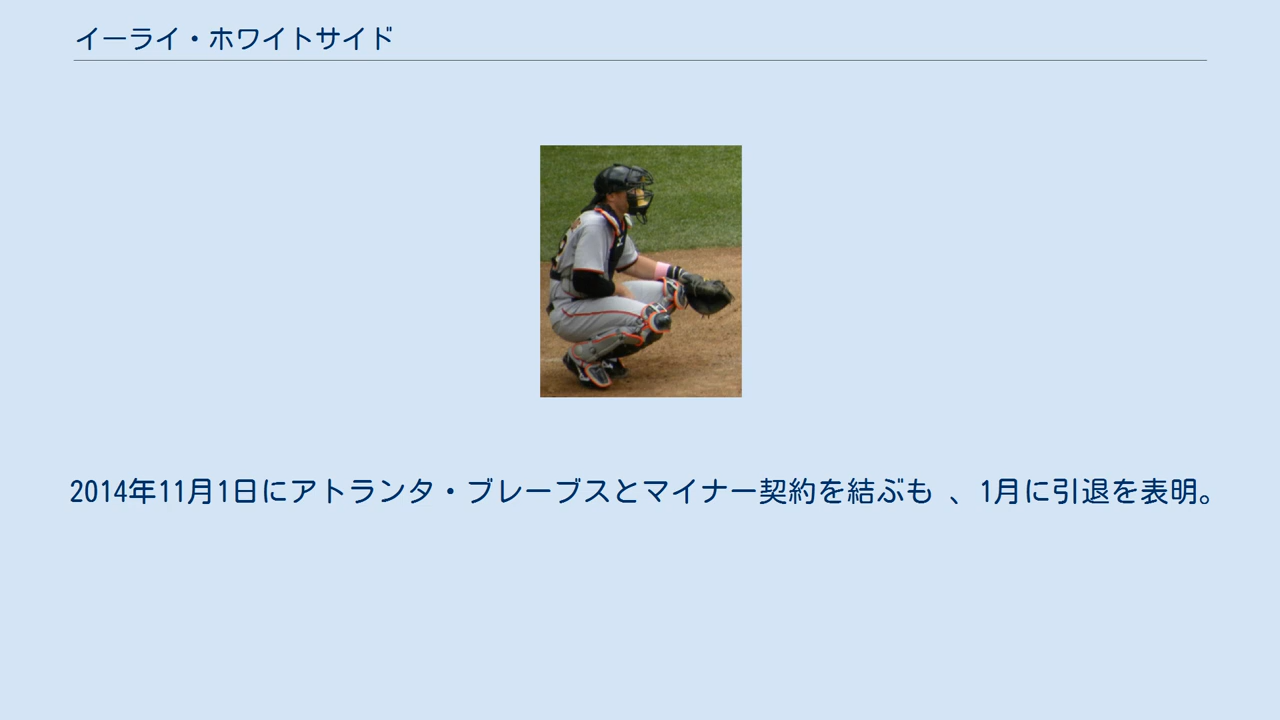 イーライ・ホワイトサイド
2014年11月1日にアトランタ・ブレーブスとマイナー契約を結ぶも 、1月に引退を表明。